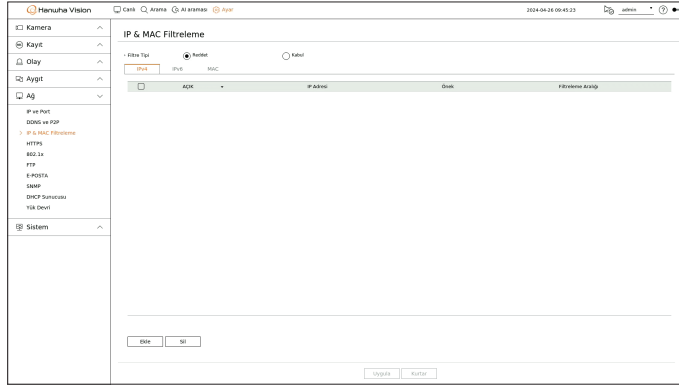 Hanwha Vision
Canlı Arama AI araması Ayar
2024-04-26 09:45:23 admin
Kamera
Kayıt
Olay
Aygıt
Ağ
IP ve Port
DDNS ve P2P
IP & MAC Filtreleme
HTTPS
802.1x
FTP
E-POSTA
SNMP
DHCP Sunucusu
Yük Devri
Sistem
IP & MAC Filtreleme
Filtre Tipi Reddet Kabul
IPv4 IPv6 MAC
AÇIK IP Adresi Önek Filtreleme Aralığı
Ekle Sil
Uygula Kurtar